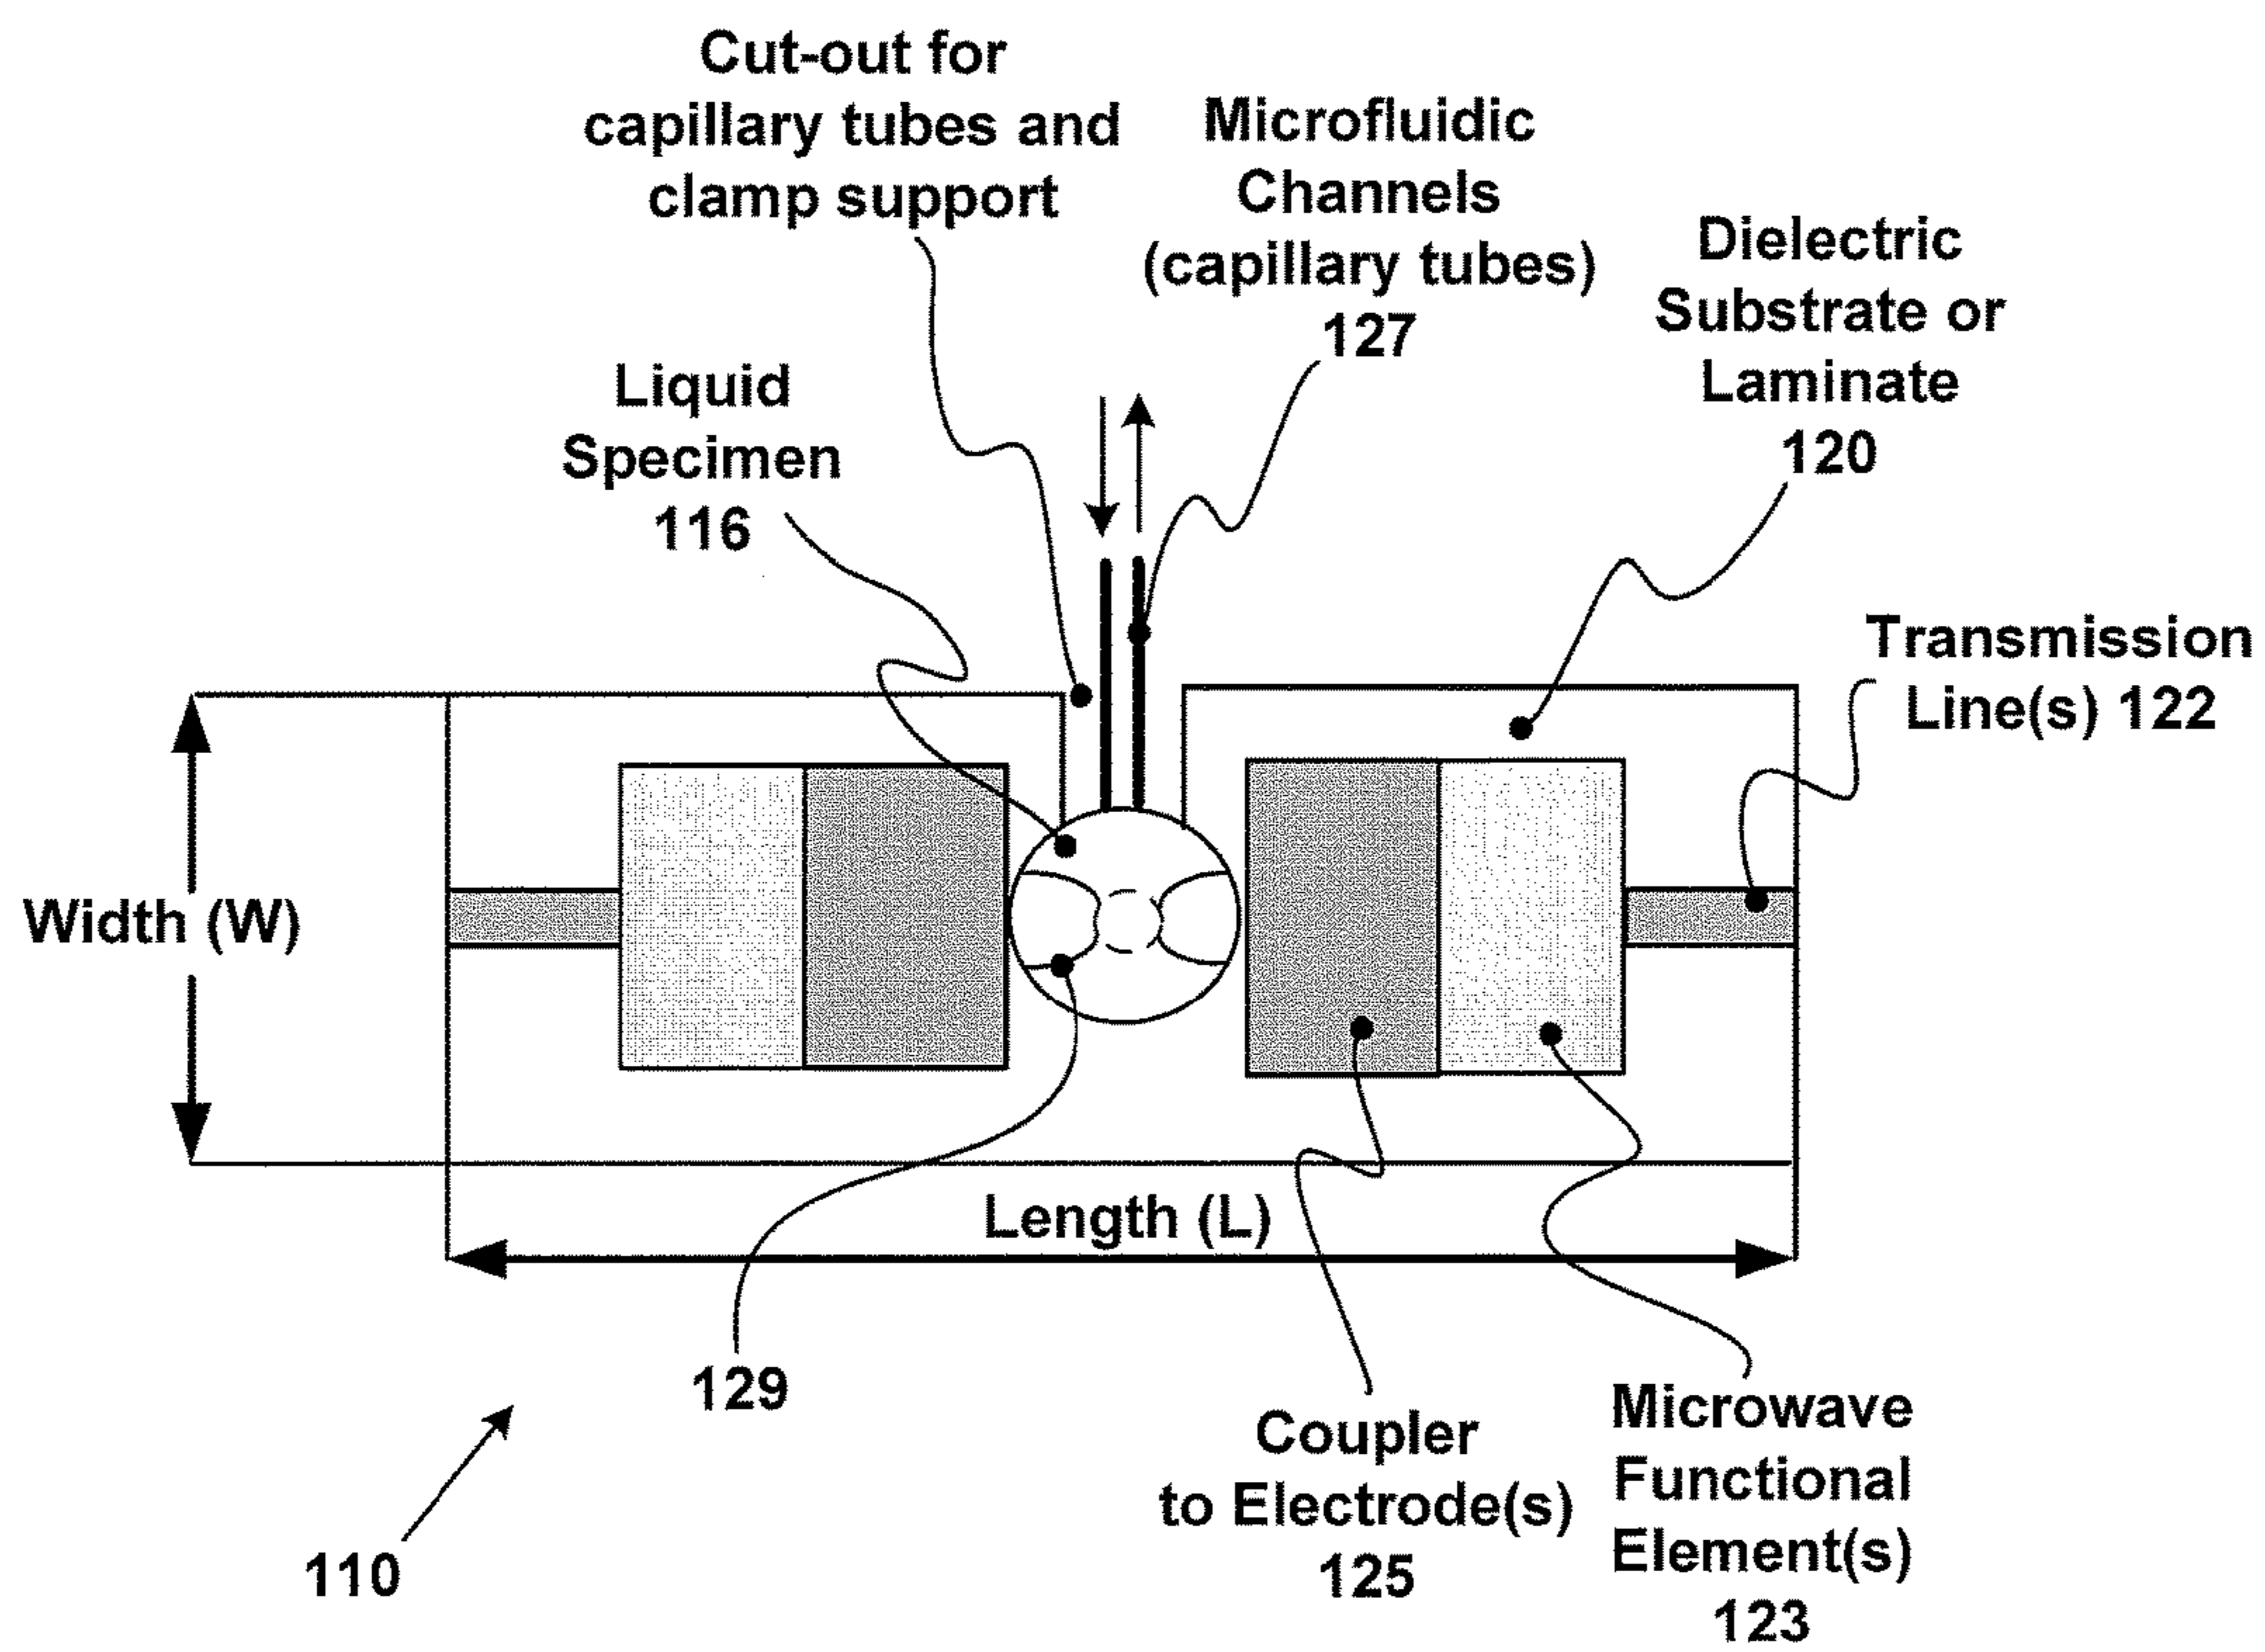 Cut-out for
capillary tubes and
clamp support
Microfluidic
Channels
(capillary tubes)
127
Dielectric
Substrate or
Laminate
120
Liquid
Specimen
116
Transmission
Line(s) 122
Width (W)
Length (L)
129
110
Coupler
to Electrode(s)
125
Microwave
Functional
Element(s)
123